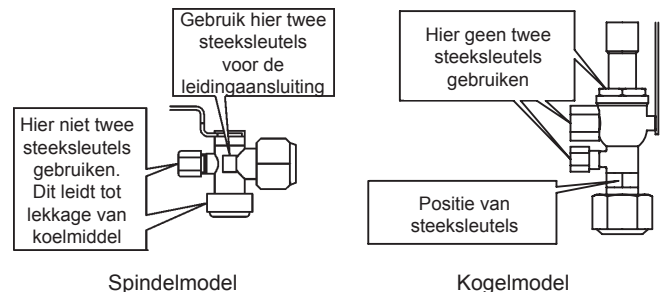 Gebruik hier twee
steeksleutels
voor de
leidingaansluiting
Hier niet twee
steeksleutels
gebruiken.
Dit leidt tot
lekkage van
koelmiddel
Spindelmodel
Hier geen twee
steeksleutels
gebruiken
Positie van
steeksleutels
Kogelmodel